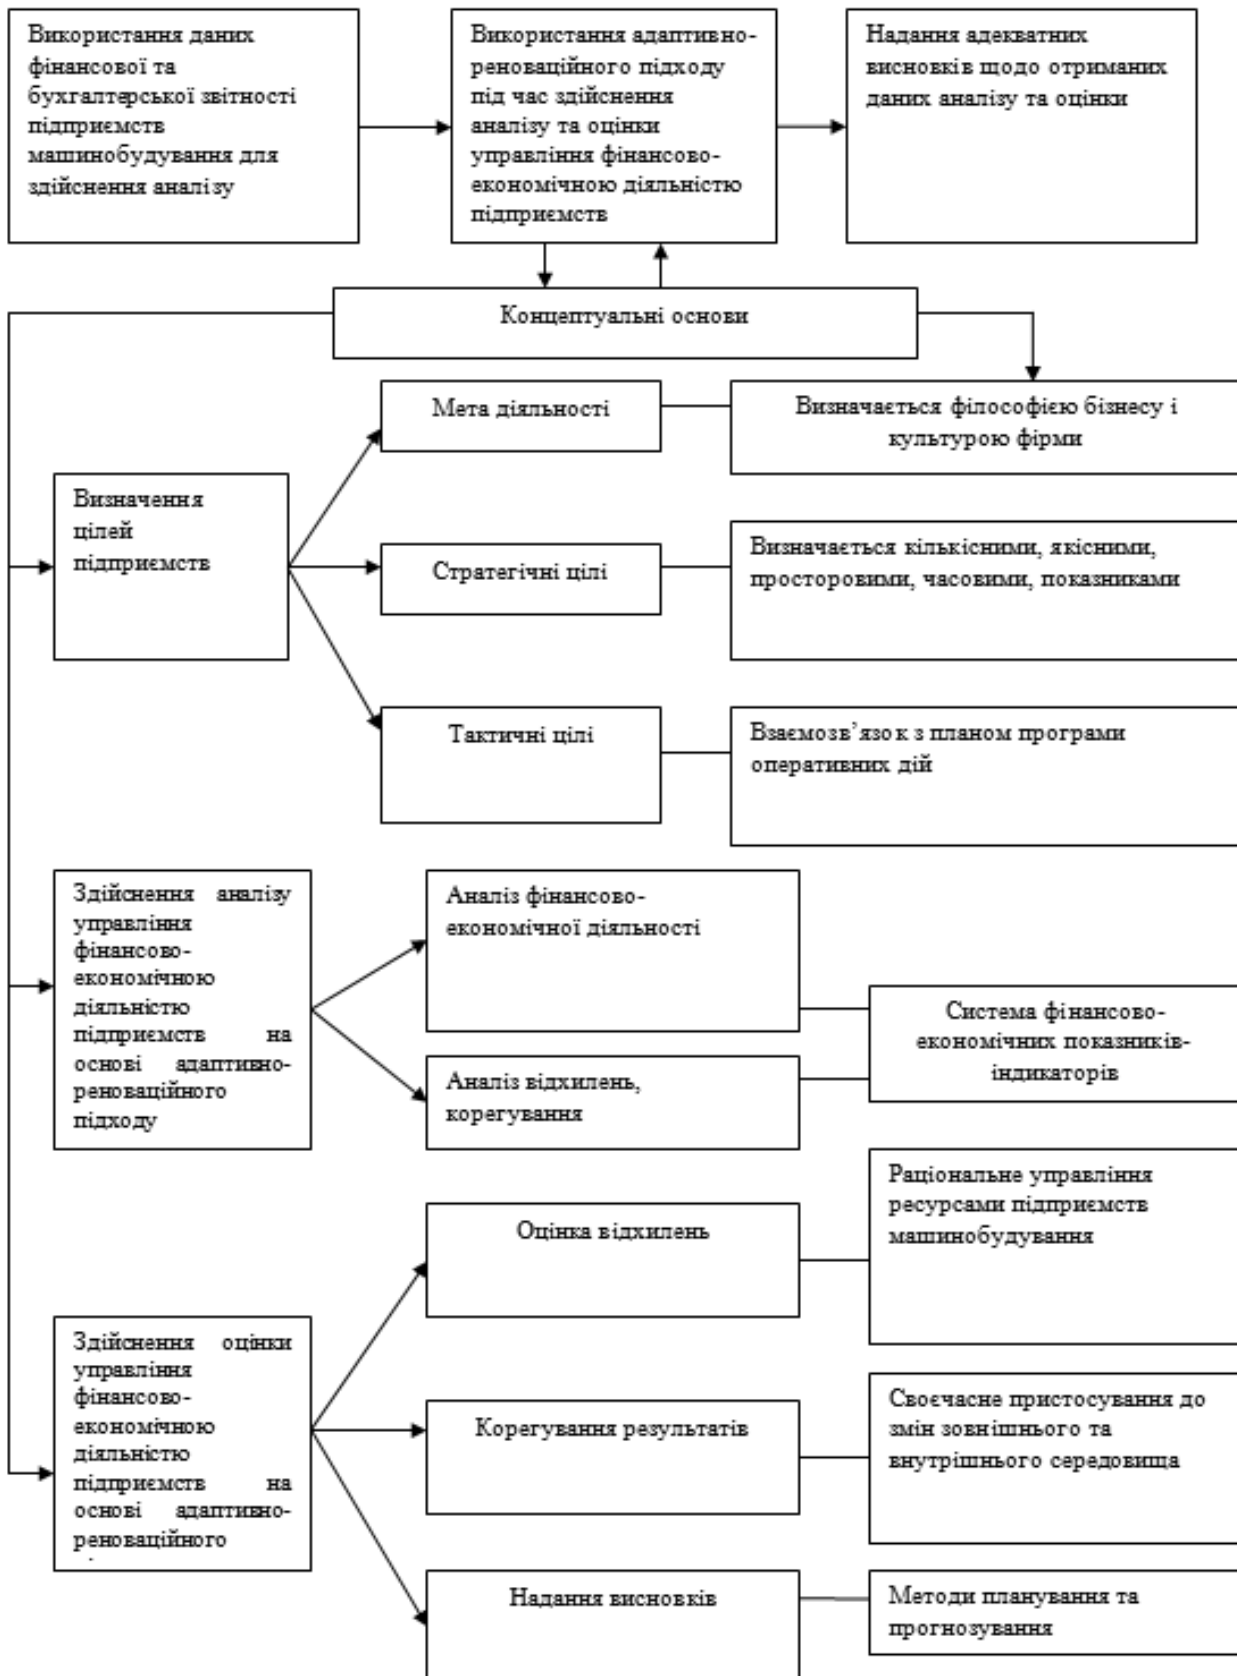 Використання даних
фінансової та
бухгалтерської звітності
підприємств
машинобудування для
здійснення аналізу
Використання адаптивно-
реноваційного підходу
під час здійснення
аналізу та оцінки
управління фінансово-
економічною діяльністю
підприємств
Надання адекватних
висновків щодо отриманих
даних аналізу та оцінки
Концептуальні основи
Визначення
цілей
підприємств
Мета діяльності
Визначається філософією бізнесу і
культурою фірми
Стратегічні цілі
Визначається кількісними, якісними,
просторовими, часовими, показниками
Тактичні цілі
Взаємозв’язок з планом програми
оперативних дій
Здійснення аналізу
управління
фінансово-
економічною
діяльністю
підприємств на
основі адаптивно-
реноваційного
підходу
Аналіз фінансово-
економічної діяльності
Аналіз відхилень,
корегування
Система фінансово-
економічних показників-
індикаторів
Здійснення оцінки
управління
фінансово-
економічною
діяльністю
підприємств на
основі адаптивно-
реноваційного
Оцінка відхилень
Раціональне управління
ресурсами підприємств
машинобудування
Корегування результатів
Своєчасне пристосування до
змін зовнішнього та
внутрішнього середовища
Надання висновків
Методи планування та
прогнозування